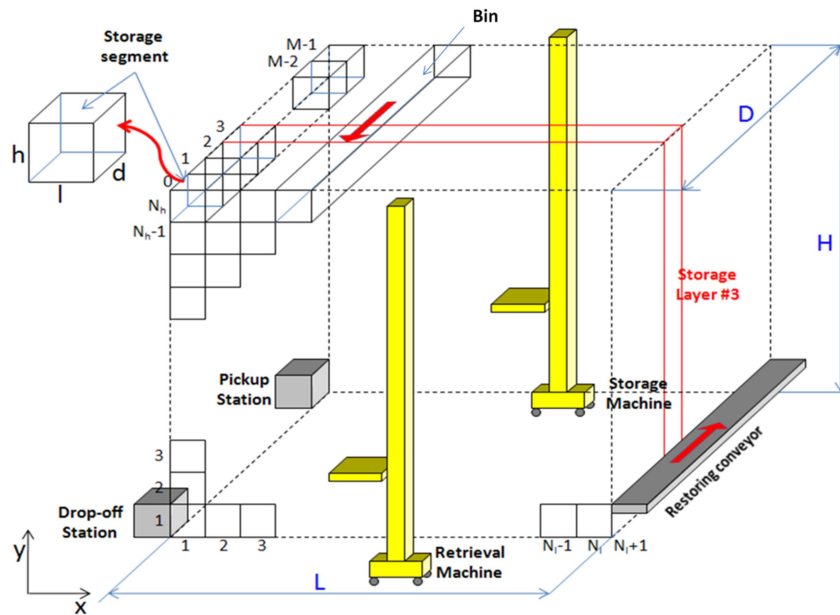 Bin
Storage
segment
M-1
M-2
3
2
1
0
h
l
d
N_h
N_h-1
D
H
Storage
Layer #3
Pickup
Station
Storage
Machine
Restoring conveyor
3
2
1
Drop-off
Station
1
2
3
N_l-1
N_l
N_l+1
Retrieval
Machine
L
y
x